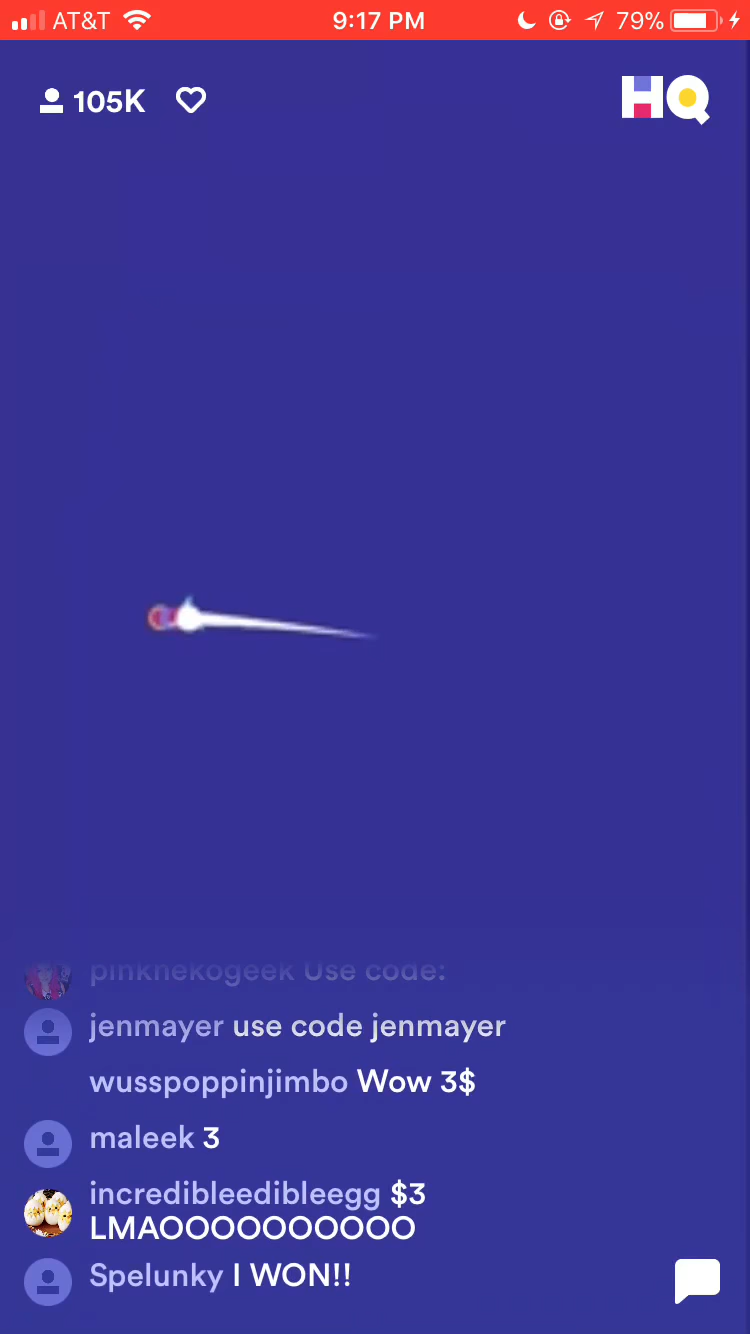 AT&T 9:17 PM 79%
105K HQ
pinknekogeek Use code:
jenmayer use code jenmayer
wusspoppinjimbo Wow 3$
maleek 3
incredibleedibleegg $3
LMAOOOOOOOOOO
Spelunky I WON!!